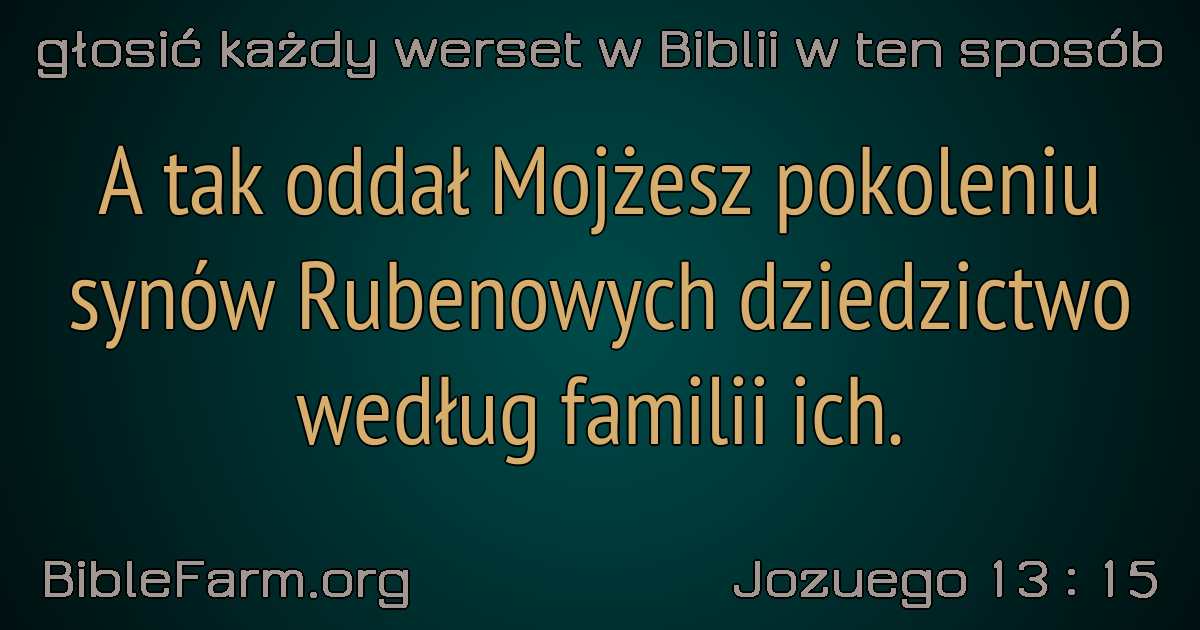 głosić każdy werset w Biblii w ten sposób
A tak oddał Mojżesz pokoleniu
synów Rubenowych dziedzictwo
według familii ich.
BibleFarm.org
Jozuego 13 : 15